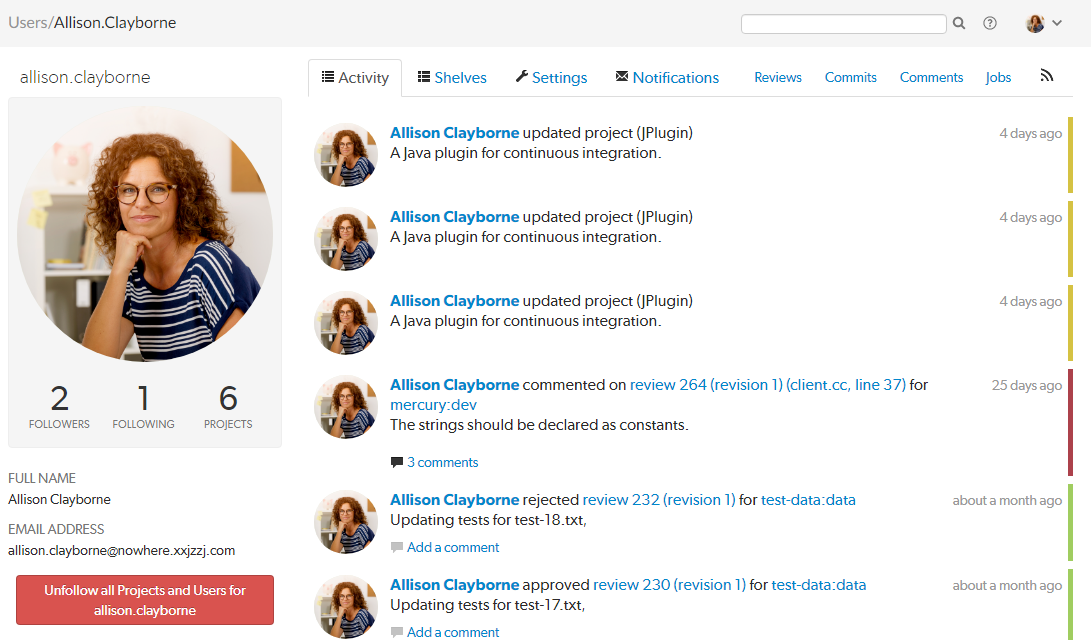 Users/Allison.Clayborne
allison.clayborne
Activity Shelves Settings Notifications Reviews Commits Comments Jobs
2 1 6
FOLLOWERS FOLLOWING PROJECTS
FULL NAME
Allison Clayborne
EMAIL ADDRESS
allison.clayborne@nowhere.xxjzzj.com
Unfollow all Projects and Users for
allison.clayborne
Allison Clayborne updated project (JPlugin) 4 days ago
A Java plugin for continuous integration.
Allison Clayborne updated project (JPlugin) 4 days ago
A Java plugin for continuous integration.
Allison Clayborne updated project (JPlugin) 4 days ago
A Java plugin for continuous integration.
Allison Clayborne commented on review 264 (revision 1) (client.cc, line 37) for 25 days ago
mercury:dev
The strings should be declared as constants.
3 comments
Allison Clayborne rejected review 232 (revision 1) for test-data:data about a month ago
Updating tests for test-18.txt,
Add a comment
Allison Clayborne approved review 230 (revision 1) for test-data:data about a month ago
Updating tests for test-17.txt,
Add a comment